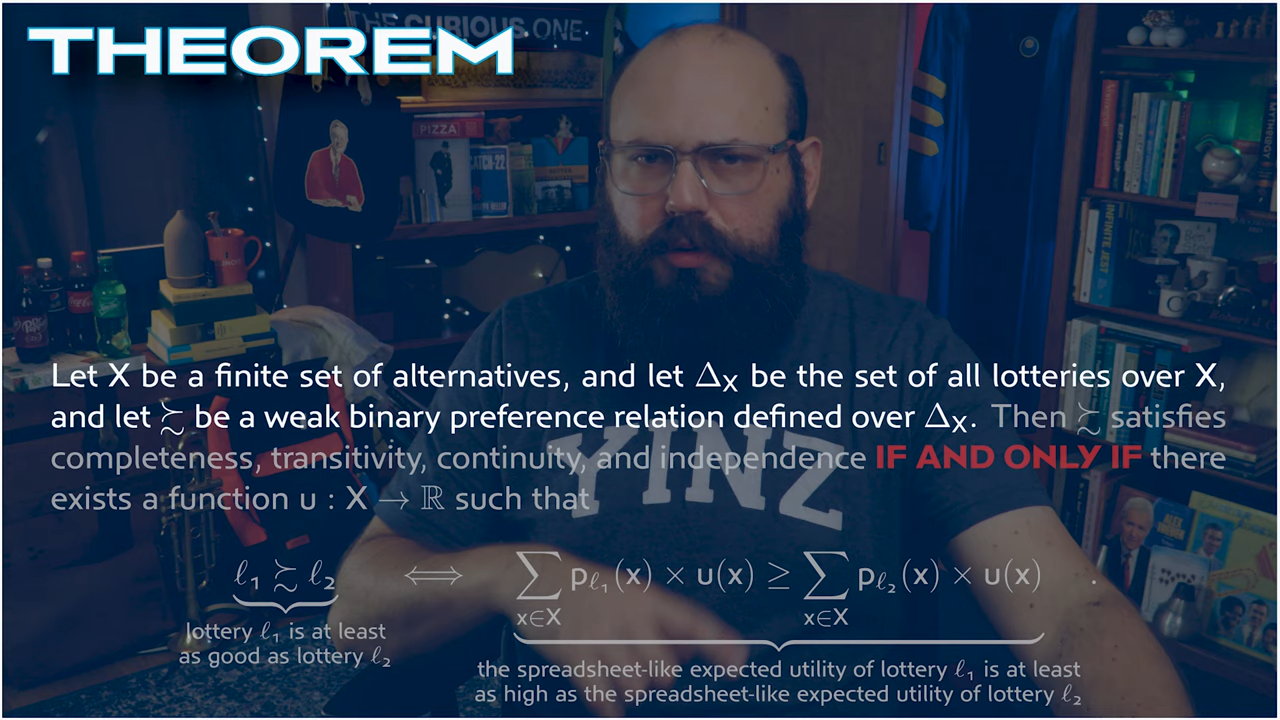 THEOREM
THE CURIOUS ONE
PIZZA
CATCH-22
INFINITE JEST
YINZ
Let X be a finite set of alternatives, and let Δ_X be the set of all lotteries over X,
and let ≿ be a weak binary preference relation defined over Δ_X. Then ≿ satisfies
completeness, transitivity, continuity, and independence IF AND ONLY IF there
exists a function u : X → ℝ such that
ℓ₁ ≿ ℓ₂ ⟺ ∑_{x∈X} p_{ℓ₁}(x) × u(x) ≥ ∑_{x∈X} p_{ℓ₂}(x) × u(x) .
lottery ℓ₁ is at least
as good as lottery ℓ₂
the spreadsheet-like expected utility of lottery ℓ₁ is at least
as high as the spreadsheet-like expected utility of lottery ℓ₂